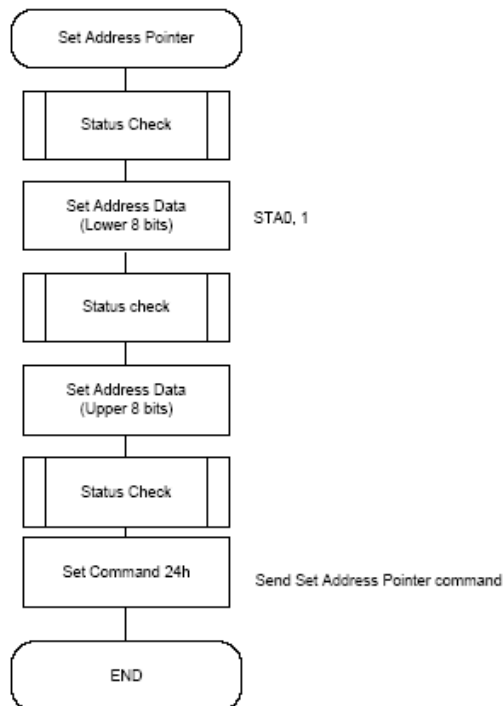 Set Address Pointer
Status Check
Set Address Data
(Lower 8 bits)
STA0, 1
Status check
Set Address Data
(Upper 8 bits)
Status Check
Set Command 24h
Send Set Address Pointer command
END